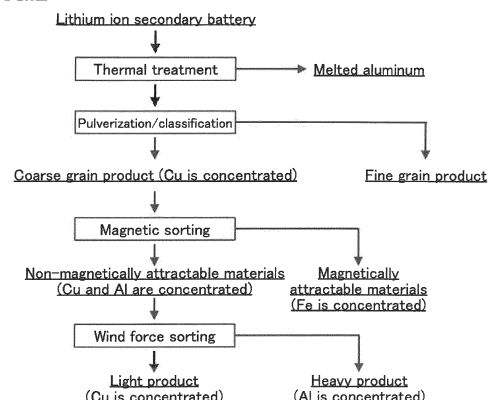 Lithium ion secondary battery
Thermal treatment
Melted aluminum
Pulverization/classification
Coarse grain product (Cu is concentrated)
Fine grain product
Magnetic sorting
Non-magnetically attractable materials
(Cu and Al are concentrated)
Magnetically
attractable materials
(Fe is concentrated)
Wind force sorting
Light product
(Cu is concentrated)
Heavy product
(Al is concentrated)